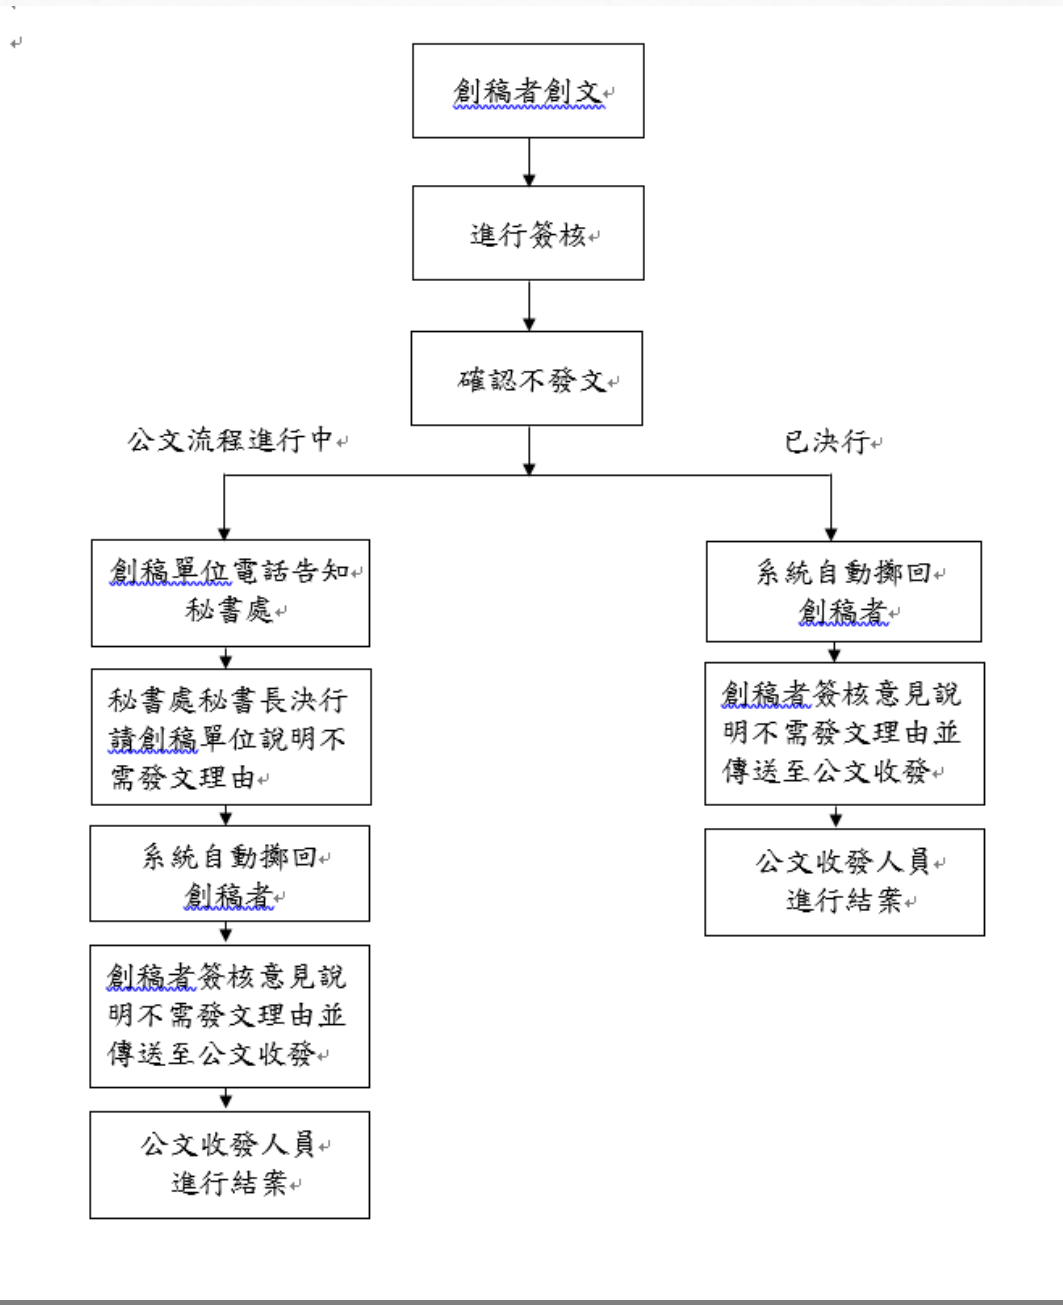 創稿者創文
進行簽核
確認不發文
公文流程進行中
已決行
創稿單位電話告知
秘書處
秘書處秘書長決行
請創稿單位說明不
需發文理由
系統自動擲回
創稿者
創稿者簽核意見說
明不需發文理由並
傳送至公文收發
公文收發人員
進行結案
系統自動擲回
創稿者
創稿者簽核意見說
明不需發文理由並
傳送至公文收發
公文收發人員
進行結案